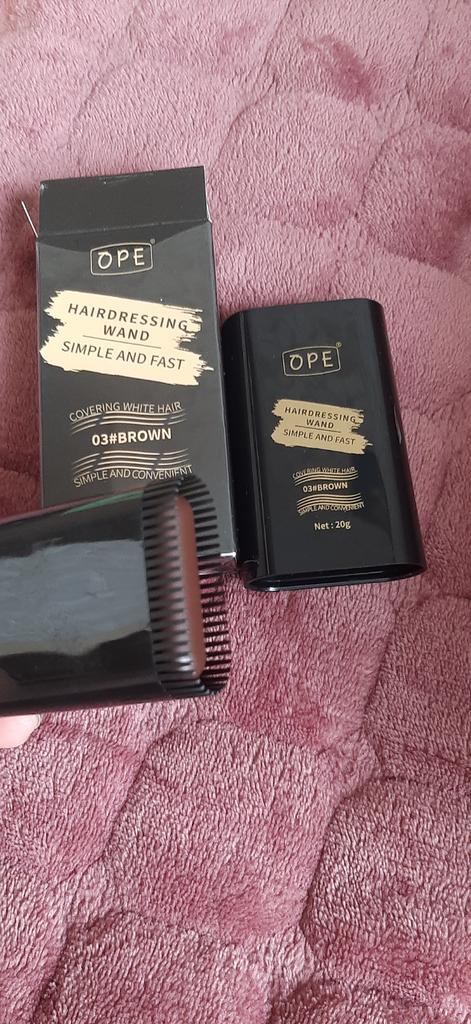 OPE®
HAIRDRESSING
WAND
SIMPLE AND FAST
COVERING WHITE HAIR
03#BROWN
SIMPLE AND CONVENIENT
OPE®
HAIRDRESSING
WAND
SIMPLE AND FAST
COVERING WHITE HAIR
03#BROWN
SIMPLE AND CONVENIENT
Net : 20g